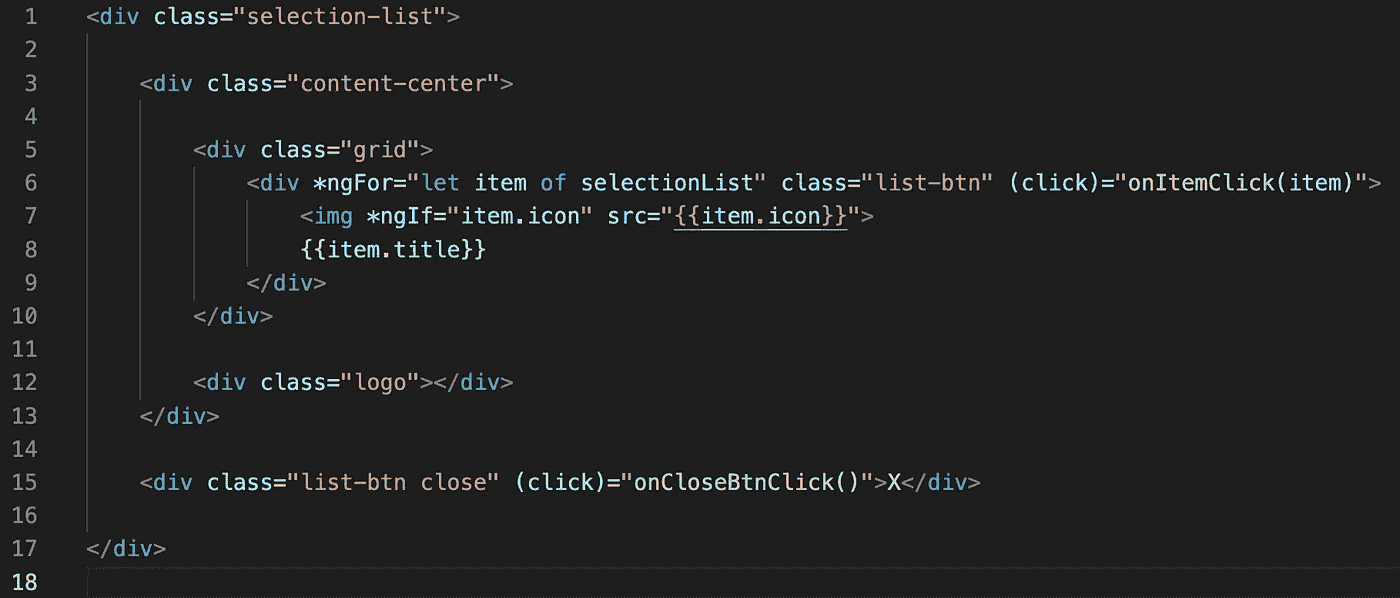 1 <div class="selection-list">
2
3     <div class="content-center">
4
5         <div class="grid">
6             <div *ngFor="let item of selectionList" class="list-btn" (click)="onItemClick(item)">
7                 <img *ngIf="item.icon" src="{{item.icon}}">
8                 {{item.title}}
9             </div>
10         </div>
11
12         <div class="logo"></div>
13     </div>
14
15     <div class="list-btn close" (click)="onCloseBtnClick()">X</div>
16
17 </div>
18